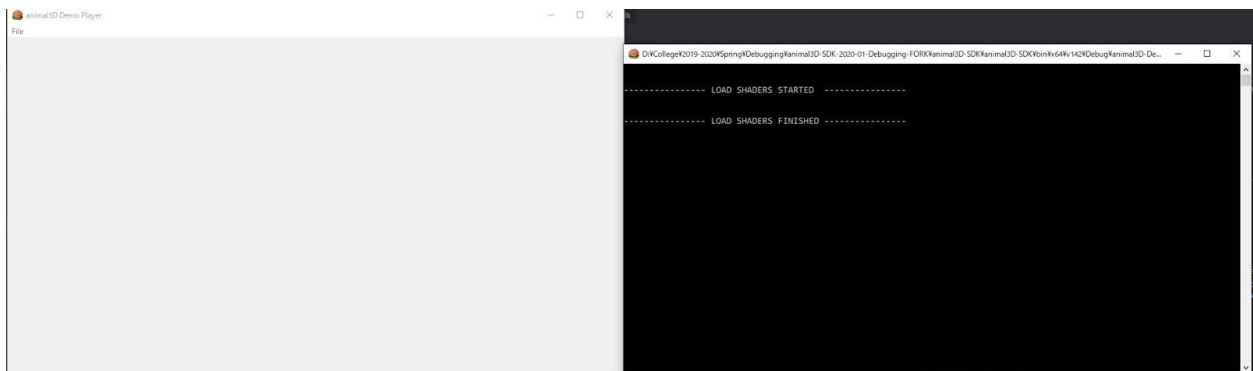 animal3D Demo Player
File
D:¥College¥2019-2020¥Spring¥Debugging¥animal3D-SDK-2020-01-Debugging-FORK¥animal3D-SDK¥animal3D-SDK¥bin¥x64¥v142¥Debug¥animal3D-De...
---------------- LOAD SHADERS STARTED ----------------
---------------- LOAD SHADERS FINISHED ----------------